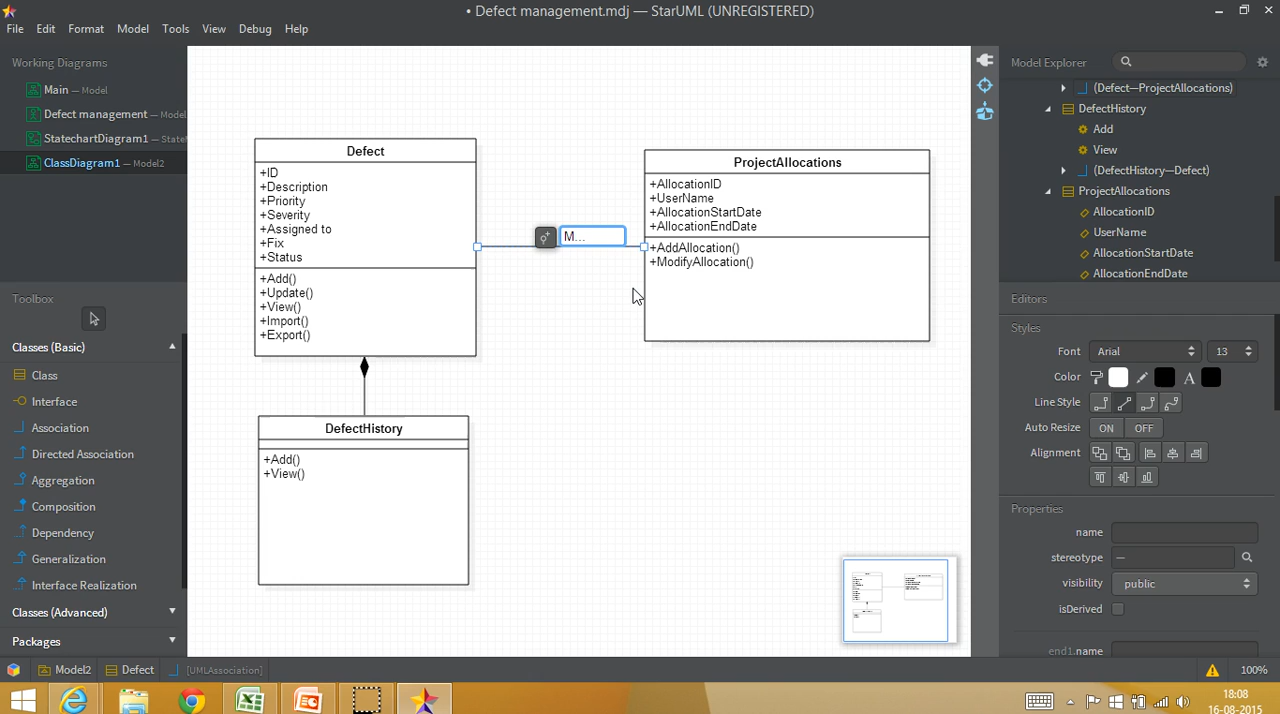 • Defect management.mdj — StarUML (UNREGISTERED)
File Edit Format Model Tools View Debug Help
Working Diagrams
Main — Model
Defect management — Model
StatechartDiagram1 — State
ClassDiagram1 — Model2
Toolbox
Classes (Basic)
Class
Interface
Association
Directed Association
Aggregation
Composition
Dependency
Generalization
Interface Realization
Classes (Advanced)
Packages
Defect
+ID
+Description
+Priority
+Severity
+Assigned to
+Fix
+Status
+Add()
+Update()
+View()
+Import()
+Export()
M...
ProjectAllocations
+AllocationID
+UserName
+AllocationStartDate
+AllocationEndDate
+AddAllocation()
+ModifyAllocation()
DefectHistory
+Add()
+View()
Model Explorer
(Defect—ProjectAllocations)
DefectHistory
Add
View
(DefectHistory—Defect)
ProjectAllocations
AllocationID
UserName
AllocationStartDate
AllocationEndDate
Editors
Styles
Font Arial 13
Color A
Line Style
Auto Resize ON OFF
Alignment
Properties
name
stereotype —
visibility public
isDerived
end1.name
Model2 Defect [UMLAssociation] 100%
18:08
16-08-2015